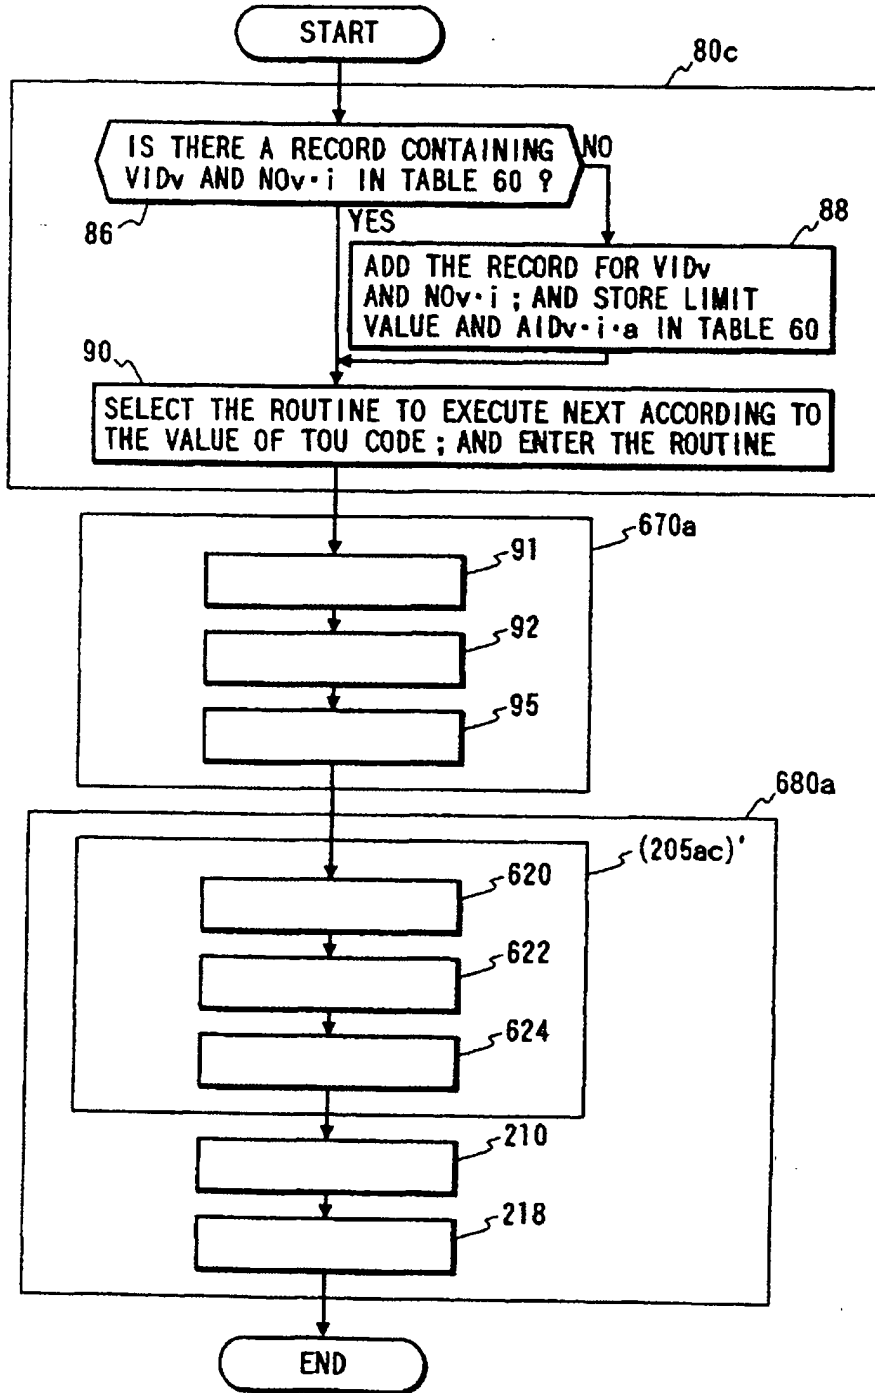 START
80c
IS THERE A RECORD CONTAINING
VIDv AND NOv·i IN TABLE 60 ?
NO
86
YES
88
ADD THE RECORD FOR VIDv
AND NOv·i ; AND STORE LIMIT
VALUE AND AIDv·i·a IN TABLE 60
90
SELECT THE ROUTINE TO EXECUTE NEXT ACCORDING TO
THE VALUE OF TOU CODE ; AND ENTER THE ROUTINE
670a
91
92
95
680a
(205ac)'
620
622
624
210
218
END